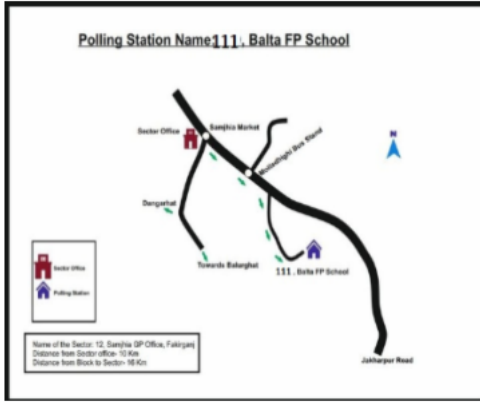 Polling Station Name 111, Balta FP School
Samjhia Market
Sector Office
Molladighi Bus Stand
N
Dangarhat
Towards Balurghat
111 , Balta FP School
Sector Office
Polling Station
Jakharpur Road
Name of the Sector: 12, Samjhia GP Office, Fakirganj
Distance from Sector office- 10 Km
Distance from Block to Sector- 16 Km